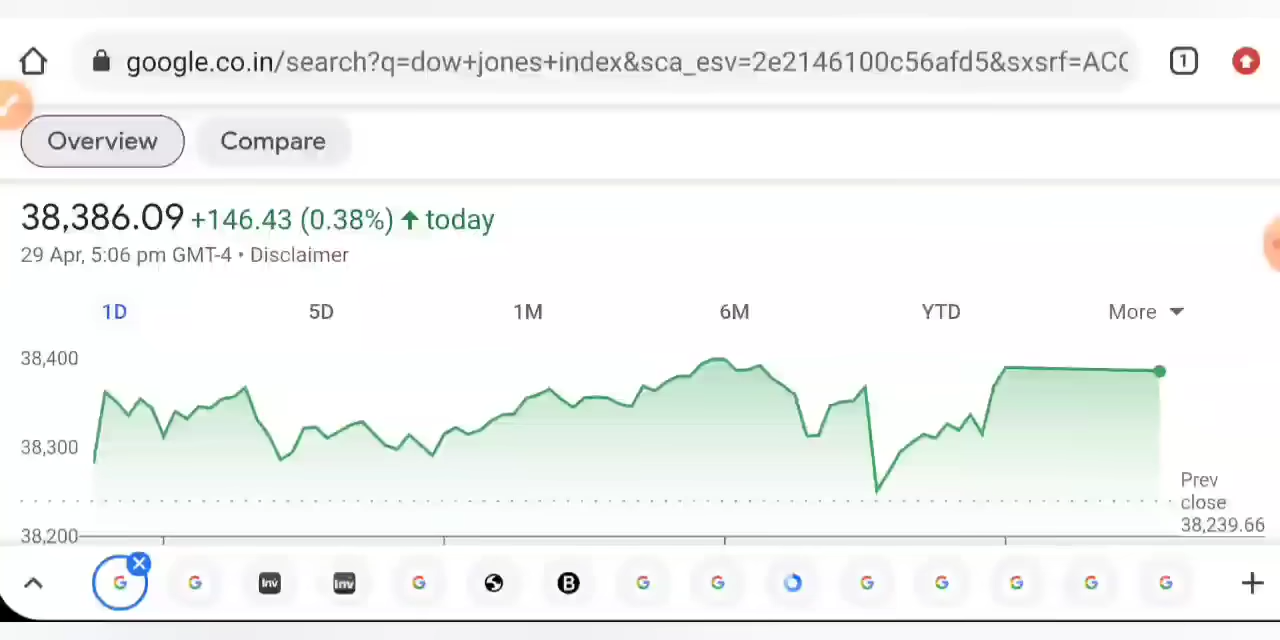 google.co.in/search?q=dow+jones+index&sca_esv=2e2146100c56afd5&sxsrf=ACC
1
Overview
Compare
38,386.09 +146.43 (0.38%) ↑ today
29 Apr, 5:06 pm GMT-4 • Disclaimer
1D 5D 1M 6M YTD More
38,400
38,300
Prev
close
38,239.66
38,200
G G Inv Inv G B G G G G G G G